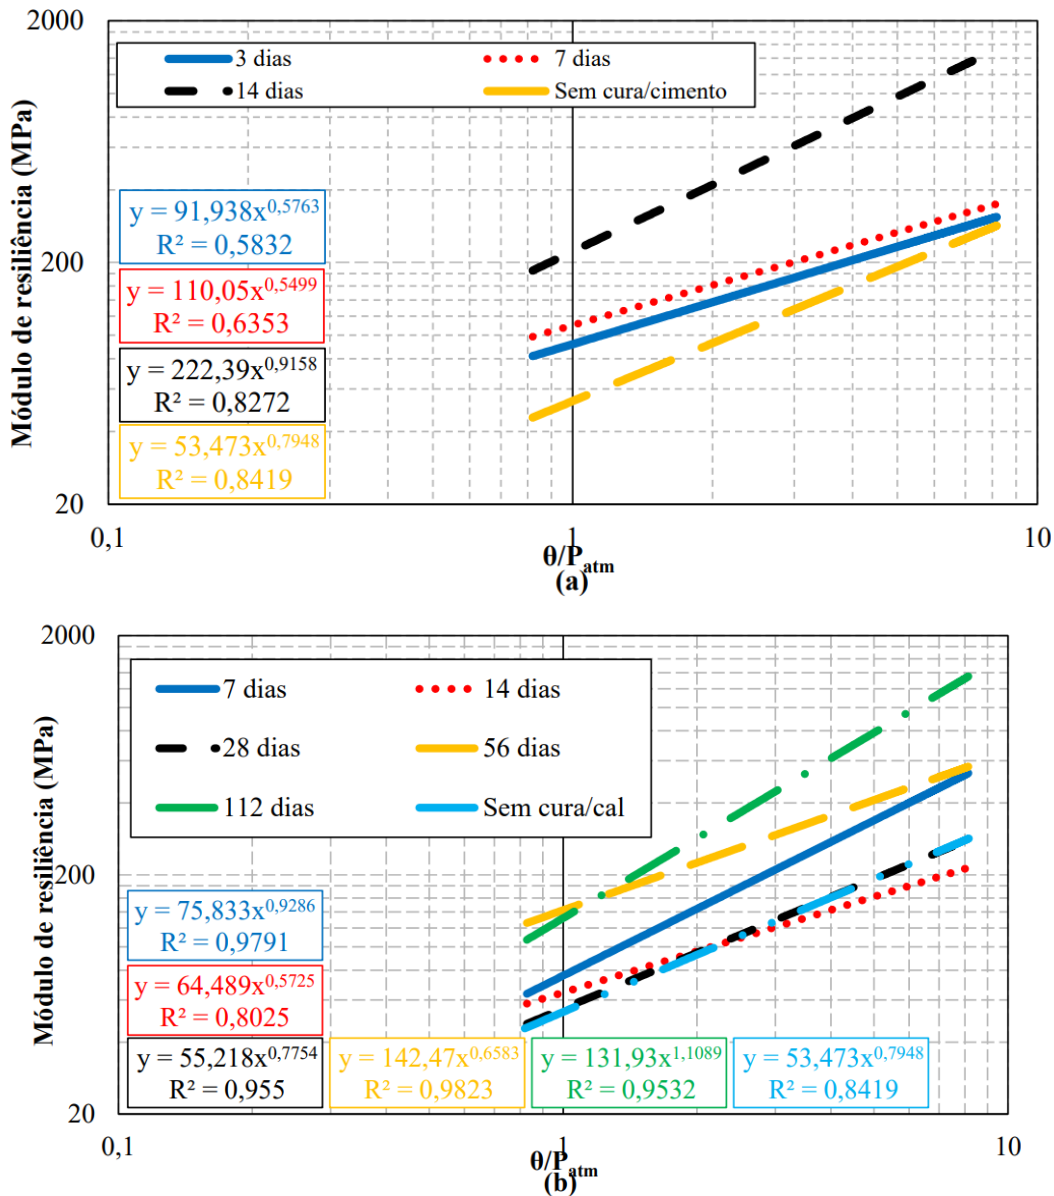 2000
3 dias
7 dias
14 dias
Sem cura/cimento
Módulo de resiliência (MPa)
y = 91,938x^0,5763
R² = 0,5832
200
y = 110,05x^0,5499
R² = 0,6353
y = 222,39x^0,9158
R² = 0,8272
y = 53,473x^0,7948
R² = 0,8419
20
0,1
1
10
θ/Patm
(a)
2000
7 dias
14 dias
28 dias
56 dias
112 dias
Sem cura/cal
Módulo de resiliência (MPa)
200
y = 75,833x^0,9286
R² = 0,9791
y = 64,489x^0,5725
R² = 0,8025
y = 55,218x^0,7754
R² = 0,955
y = 142,47x^0,6583
R² = 0,9823
y = 131,93x^1,1089
R² = 0,9532
y = 53,473x^0,7948
R² = 0,8419
20
0,1
1
10
θ/Patm
(b)